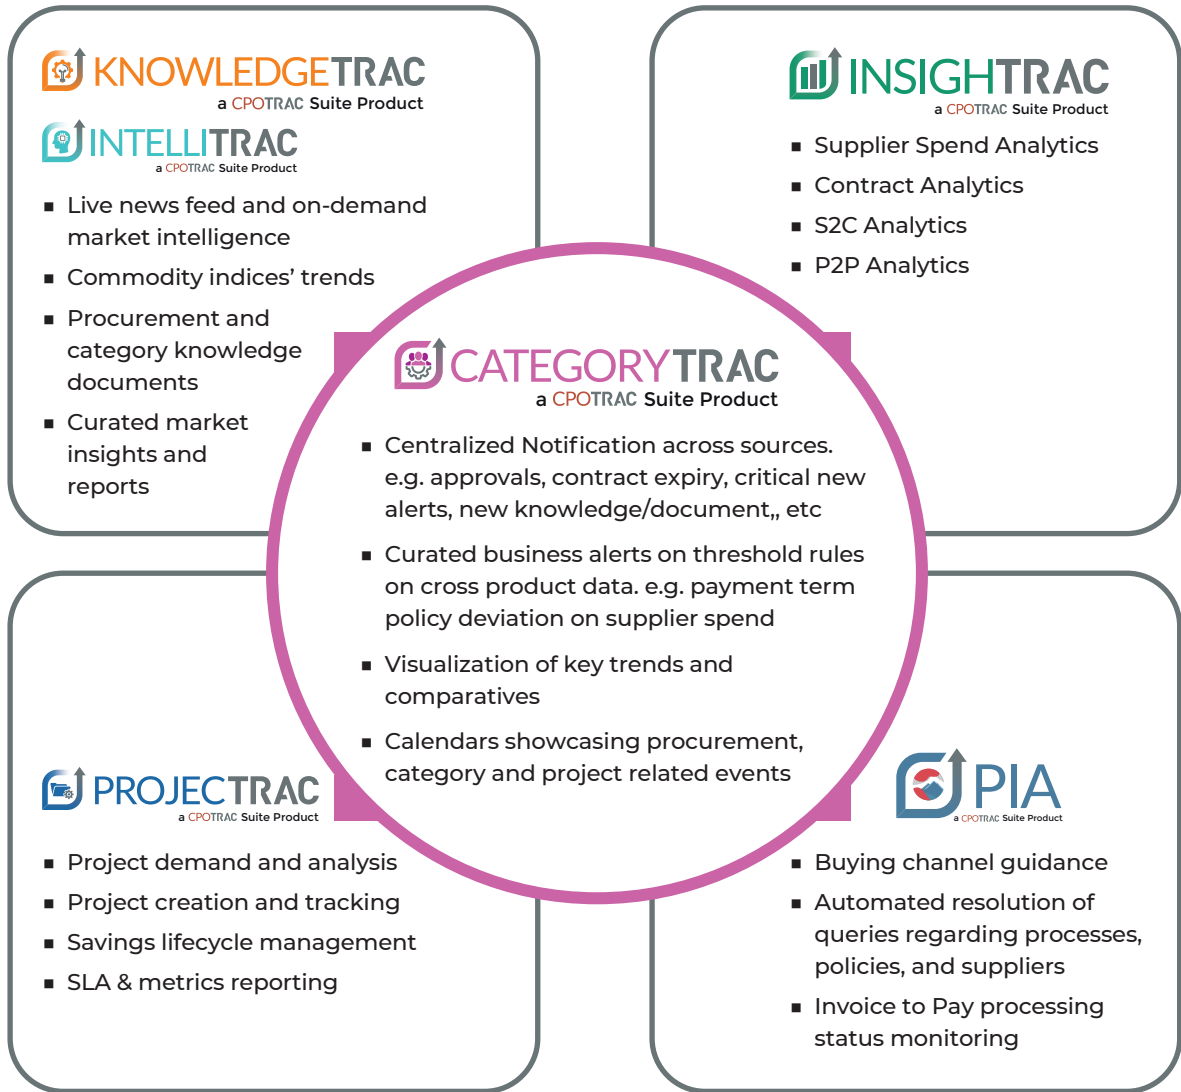 KNOWLEDGETRAC
a CPOTRAC Suite Product
INTELLITRAC
a CPOTRAC Suite Product
▪ Live news feed and on-demand
market intelligence
▪ Commodity indices’ trends
▪ Procurement and
category knowledge
documents
▪ Curated market
insights and
reports
INSIGHTRAC
a CPOTRAC Suite Product
▪ Supplier Spend Analytics
▪ Contract Analytics
▪ S2C Analytics
▪ P2P Analytics
CATEGORYTRAC
a CPOTRAC Suite Product
▪ Centralized Notification across sources.
e.g. approvals, contract expiry, critical new
alerts, new knowledge/document,, etc
▪ Curated business alerts on threshold rules
on cross product data. e.g. payment term
policy deviation on supplier spend
▪ Visualization of key trends and
comparatives
▪ Calendars showcasing procurement,
category and project related events
PROJECTRAC
a CPOTRAC Suite Product
▪ Project demand and analysis
▪ Project creation and tracking
▪ Savings lifecycle management
▪ SLA & metrics reporting
PIA
a CPOTRAC Suite Product
▪ Buying channel guidance
▪ Automated resolution of
queries regarding processes,
policies, and suppliers
▪ Invoice to Pay processing
status monitoring